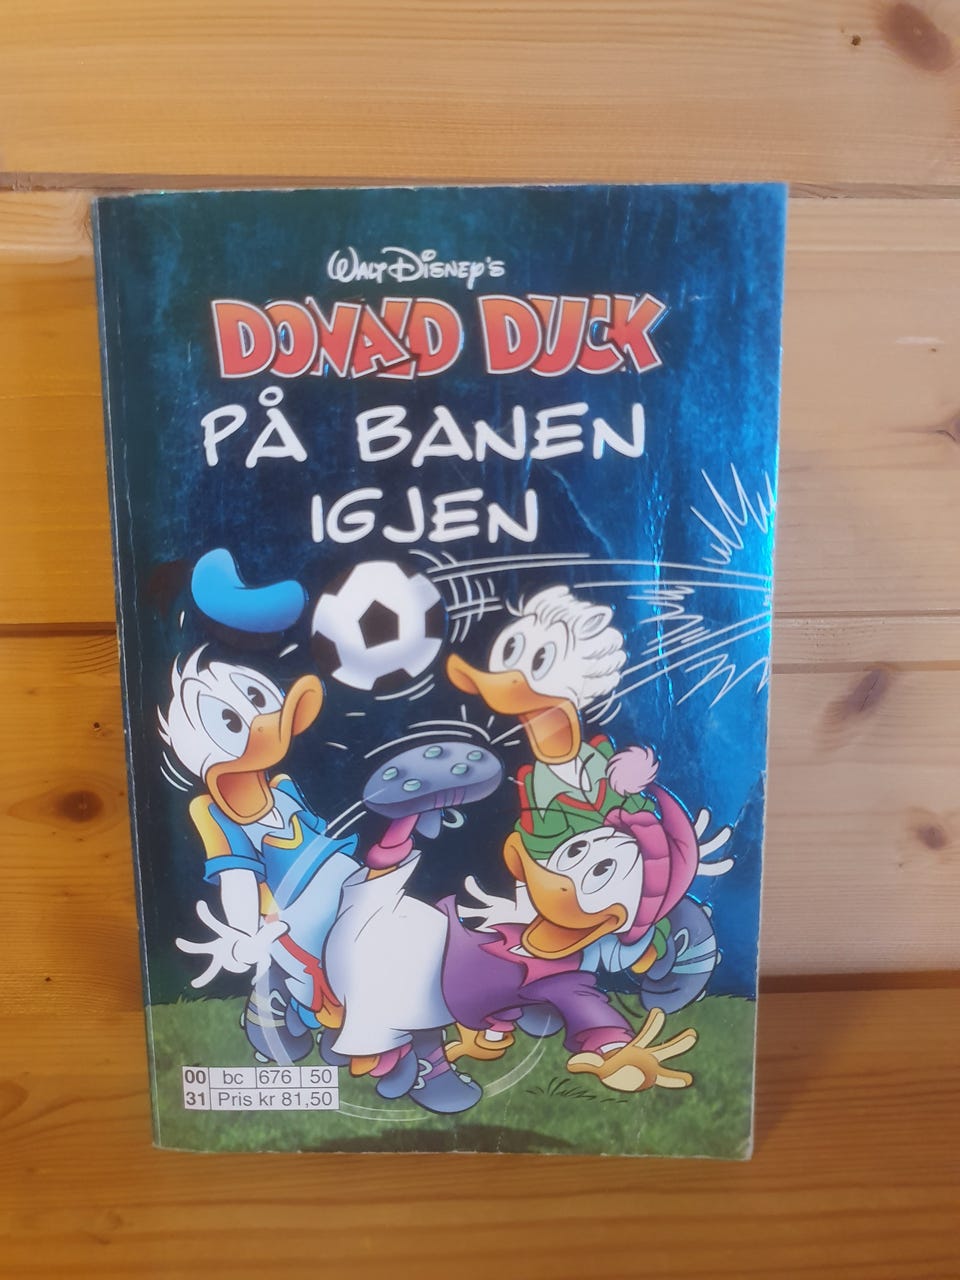 Walt Disney's
DONALD DUCK
PÅ BANEN
IGJEN
00 bc 676 50
31 Pris kr 81,50